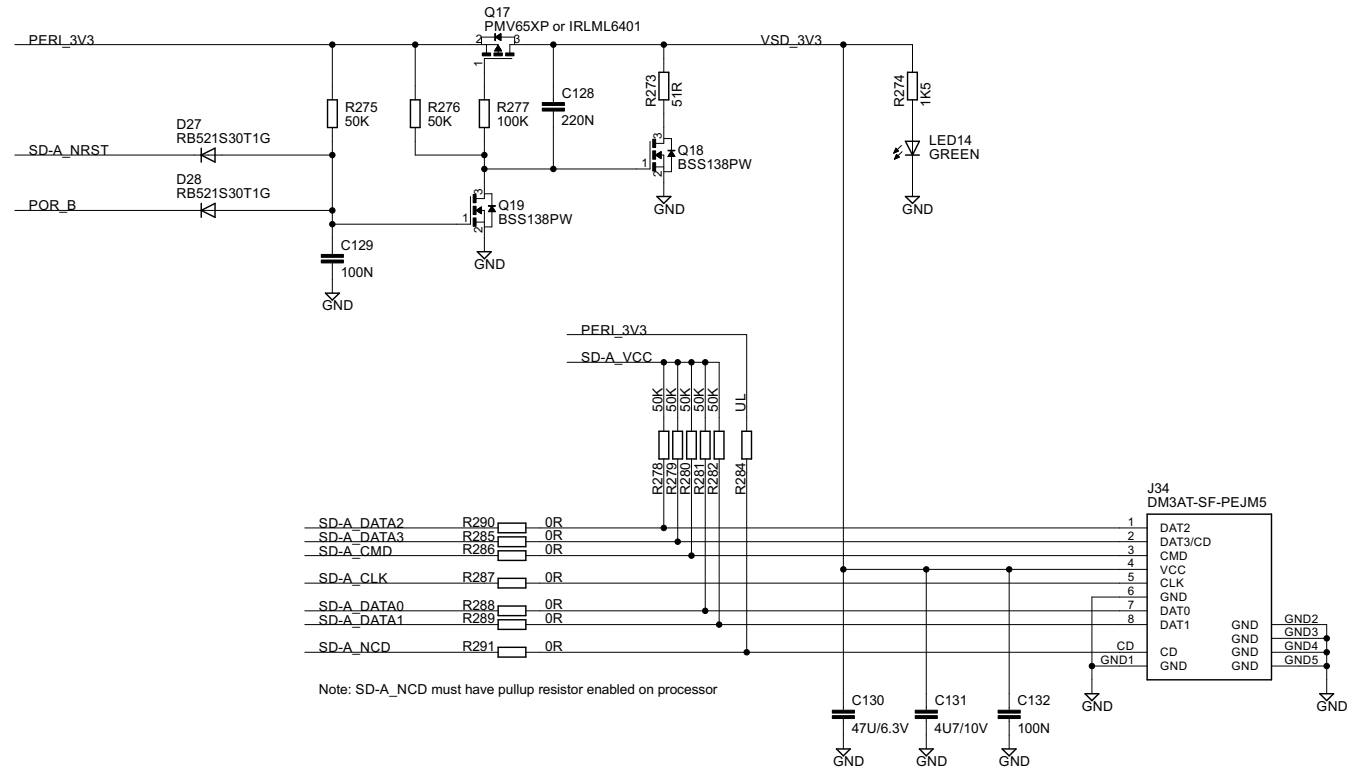 Q17
PMV65XP or IRLML6401
PERI_3V3
2
3
1
VSD_3V3
R275
50K
R276
50K
R277
100K
C128
220N
R273
51R
R274
1K5
D27
RB521S30T1G
SD-A_NRST
D28
RB521S30T1G
POR_B
3
1
2
Q18
BSS138PW
GND
LED14
GREEN
GND
3
1
2
Q19
BSS138PW
GND
C129
100N
GND
PERI_3V3
SD-A_VCC
50K
50K
50K
50K
50K
UL
R278
R279
R280
R281
R282
R284
J34
DM3AT-SF-PEJM5
SD-A_DATA2 R290 0R 1 DAT2
SD-A_DATA3 R285 0R 2 DAT3/CD
SD-A_CMD R286 0R 3 CMD
4 VCC
SD-A_CLK R287 0R 5 CLK
6 GND
SD-A_DATA0 R288 0R 7 DAT0
SD-A_DATA1 R289 0R 8 DAT1
GND GND2
GND GND3
SD-A_NCD R291 0R CD CD GND GND4
GND1 GND GND GND5
Note: SD-A_NCD must have pullup resistor enabled on processor
GND
GND
C130
47U/6.3V
GND
C131
4U7/10V
GND
C132
100N
GND